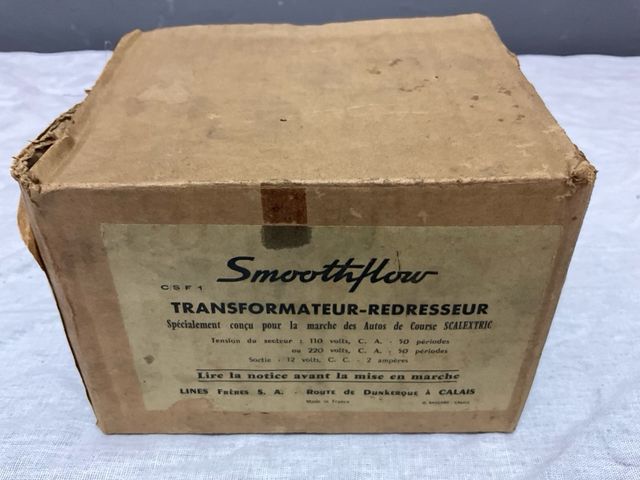 Smoothflow
C S F 1
TRANSFORMATEUR-REDRESSEUR
Spécialement conçu pour la marche des Autos de Course SCALEXTRIC
Tension du secteur : 110 volts, C. A. - 50 périodes
ou 220 volts, C. A. - 50 périodes
Sortie - 12 volts, C. C. - 2 ampères
Lire la notice avant la mise en marche
LINES FRÈRES S. A. - ROUTE DE DUNKERQUE À CALAIS
Made in France